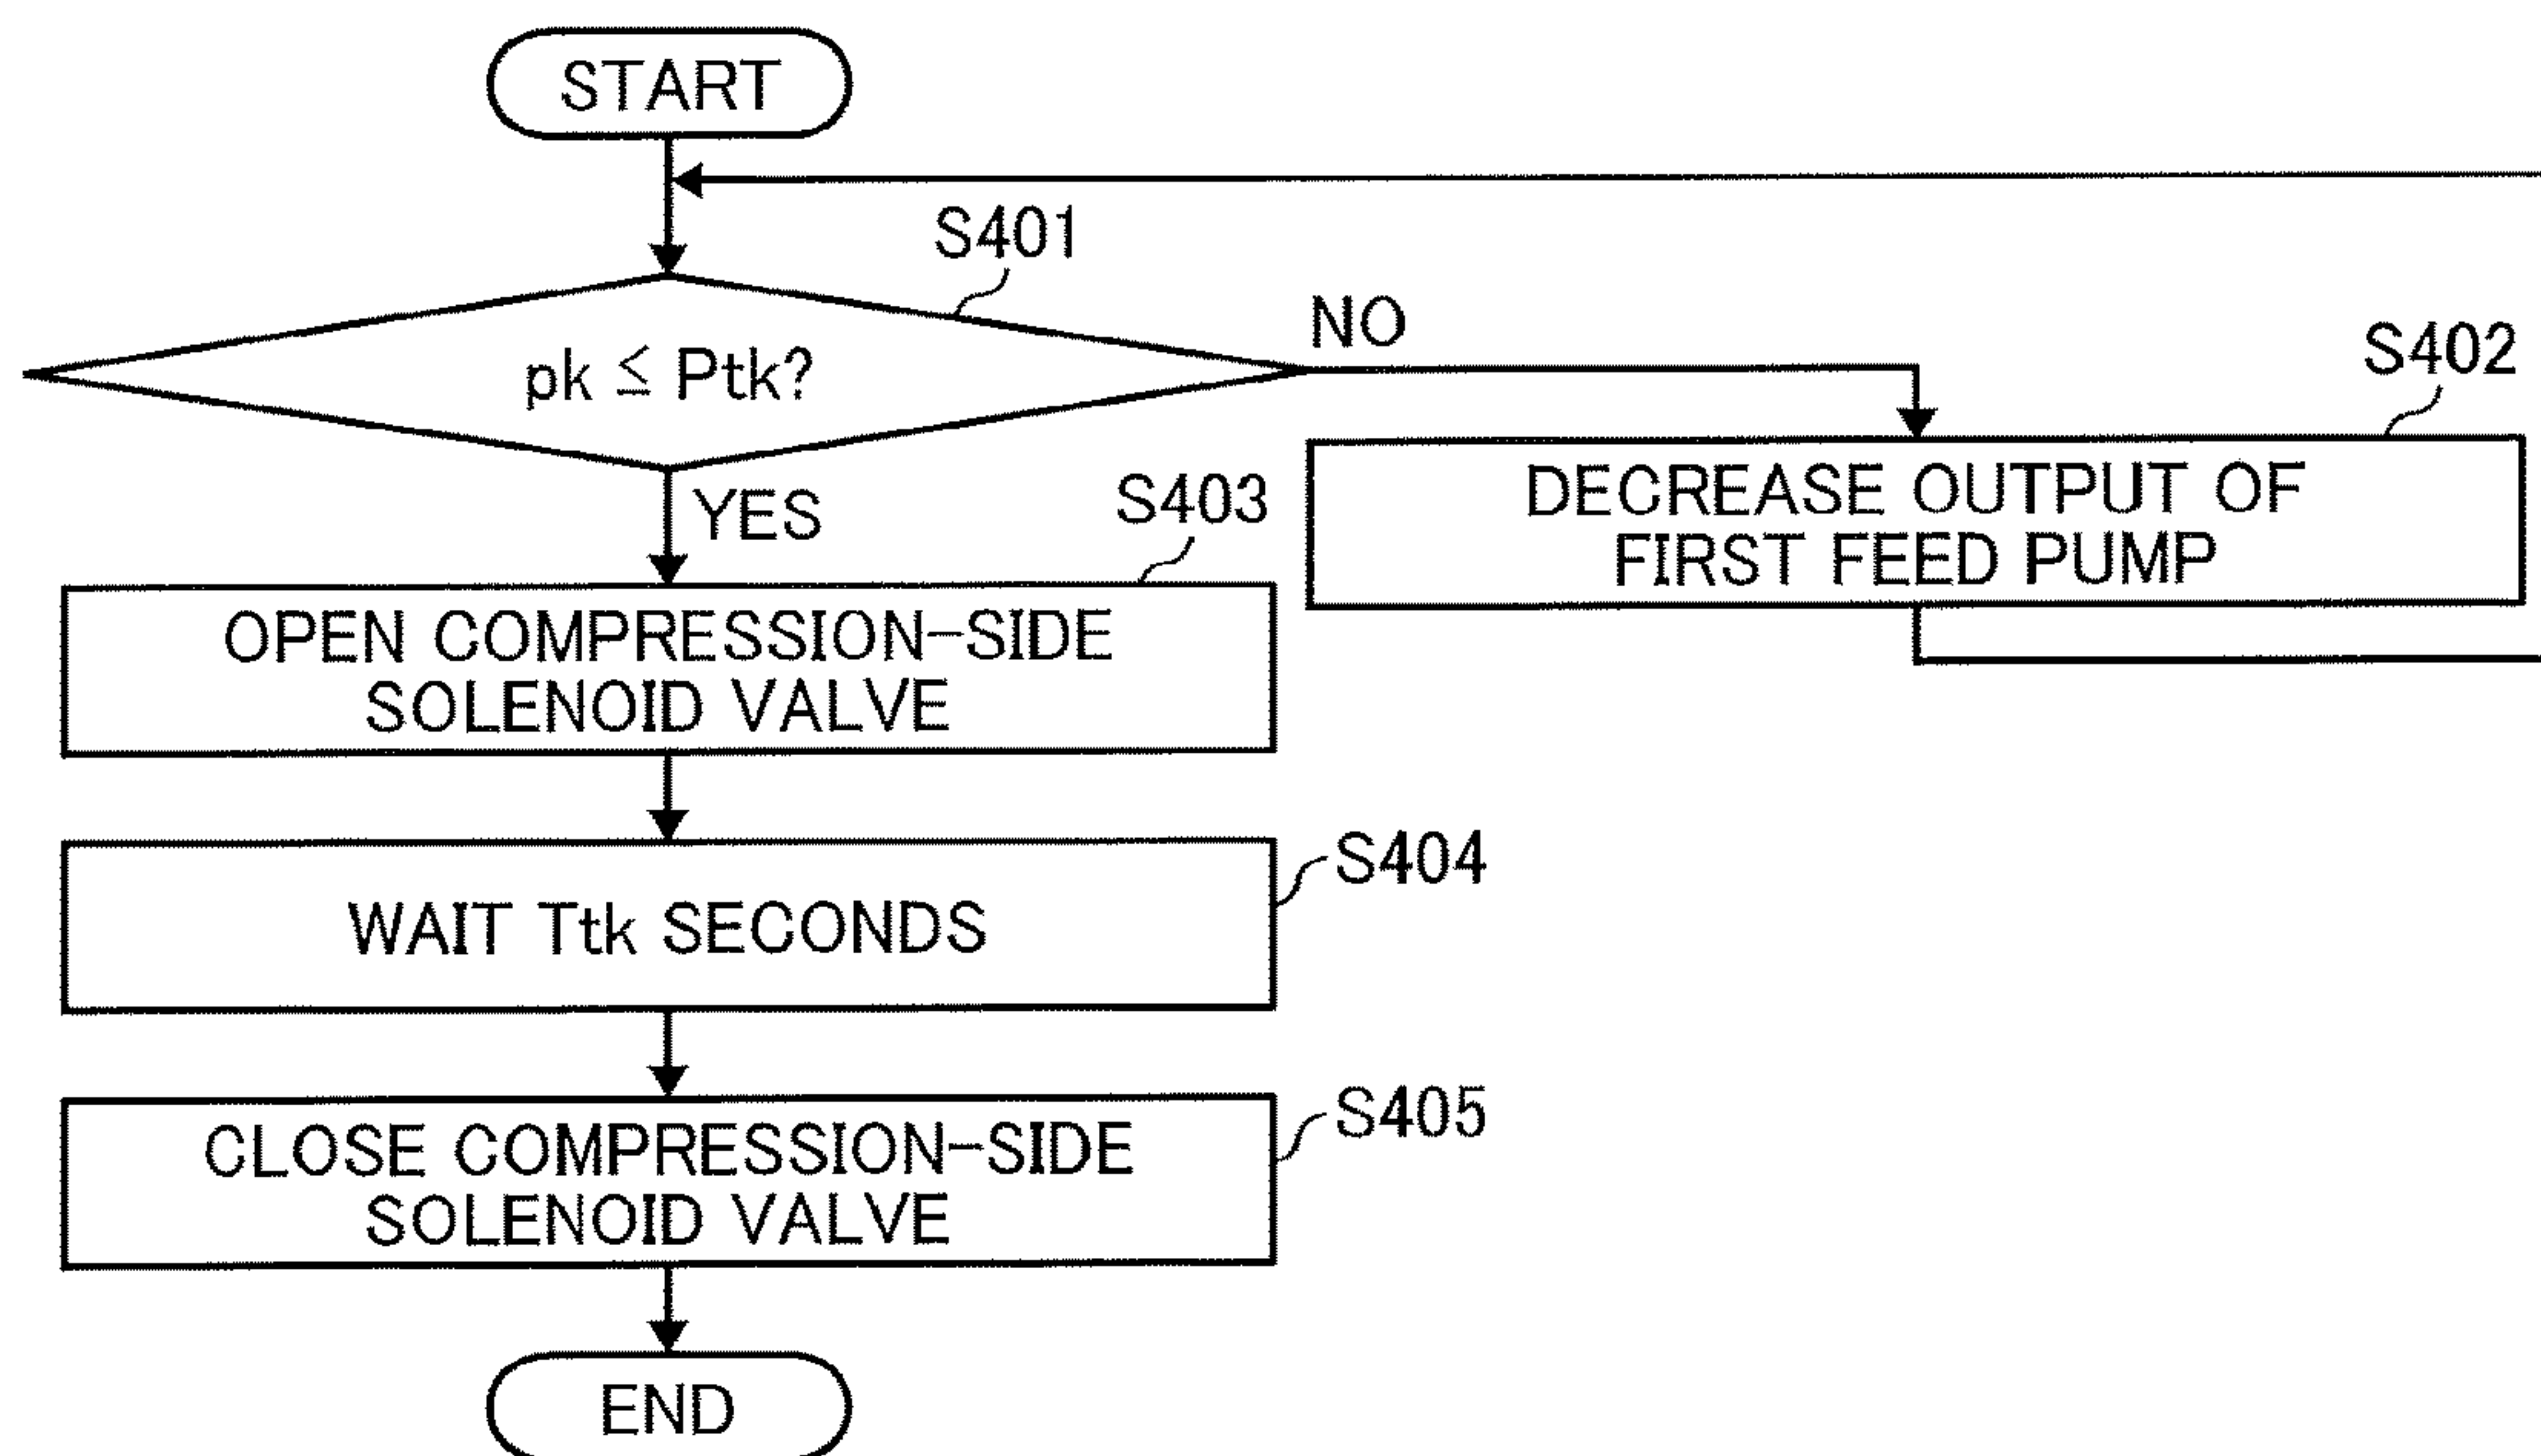 START
S401
pk ≦ Ptk?
NO
S402
DECREASE OUTPUT OF
FIRST FEED PUMP
YES
S403
OPEN COMPRESSION-SIDE
SOLENOID VALVE
S404
WAIT Ttk SECONDS
S405
CLOSE COMPRESSION-SIDE
SOLENOID VALVE
END